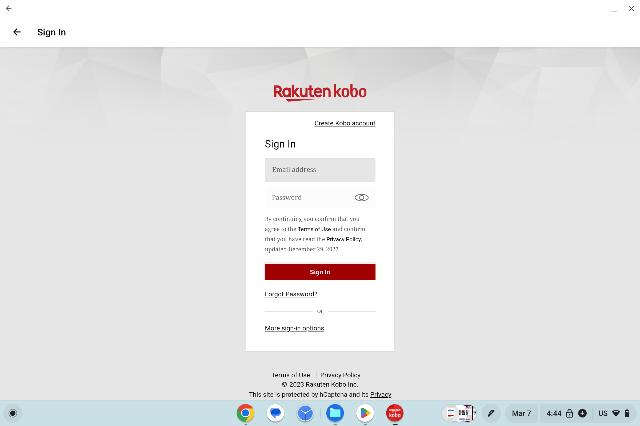 Sign In
Rakuten kobo
Create Kobo account
Sign In
Email address
Password
By continuing you confirm that you
agree to the Terms of Use and confirm
that you have read the Privacy Policy,
updated December 29, 2022.
Sign In
Forgot Password?
or
More sign-in options
Terms of Use | Privacy Policy
© 2023 Rakuten Kobo Inc.
This site is protected by hCaptcha and its Privacy
Mar 7 4:44 US